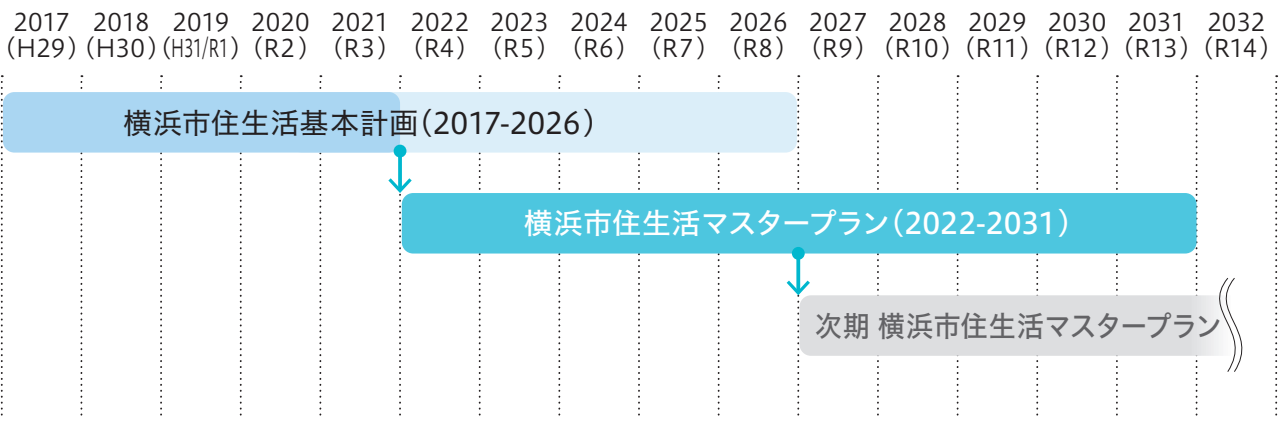 2017 2018 2019 2020 2021 2022 2023 2024 2025 2026 2027 2028 2029 2030 2031 2032
(H29) (H30) (H31/R1) (R2) (R3) (R4) (R5) (R6) (R7) (R8) (R9) (R10) (R11) (R12) (R13) (R14)
横浜市住生活基本計画(2017-2026)
横浜市住生活マスタープラン(2022-2031)
次期 横浜市住生活マスタープラン